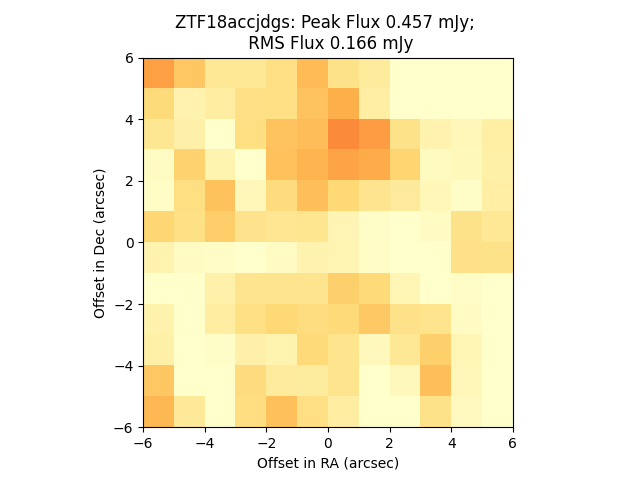 ZTF18accjdgs: Peak Flux 0.457 mJy;
RMS Flux 0.166 mJy
6
4
2
0
−2
−4
−6
Offset in Dec (arcsec)
−6 −4 −2 0 2 4 6
Offset in RA (arcsec)